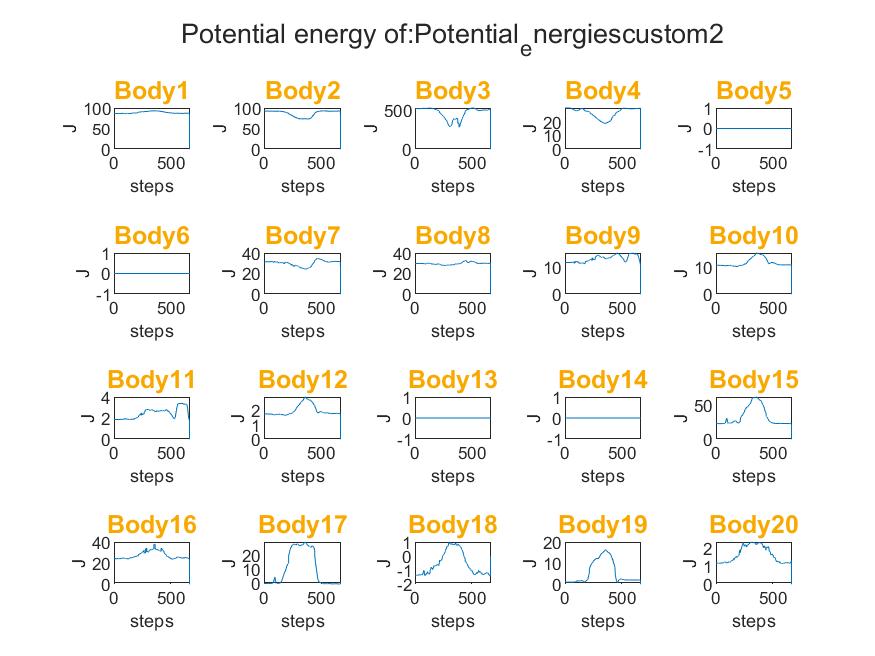 Potential energy of:Potential_energiescustom2
Body1 Body2 Body3 Body4 Body5
100 100 500 20 1
50 50 10 0
0 0 0 0 -1
J J J J J
0 500 0 500 0 500 0 500 0 500
steps steps steps steps steps
Body6 Body7 Body8 Body9 Body10
1 40 40 10 10
0 20 20
-1 0 0 0 0
J J J J J
0 500 0 500 0 500 0 500 0 500
steps steps steps steps steps
Body11 Body12 Body13 Body14 Body15
4 2 1 1 50
2 1 0 0
0 0 -1 -1 0
J J J J J
0 500 0 500 0 500 0 500 0 500
steps steps steps steps steps
Body16 Body17 Body18 Body19 Body20
40 20 1 20 2
20 10 0 10 1
0 0 -1 0 0
-2
J J J J J
0 500 0 500 0 500 0 500 0 500
steps steps steps steps steps